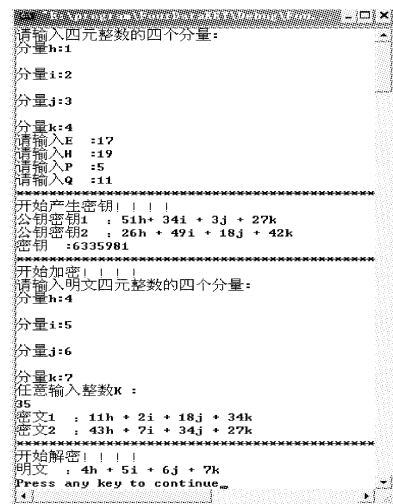 请输入四元整数的四个分量:
分量h:1
分量i:2
分量j:3
分量k:4
请输入E :17
请输入H :19
请输入P :5
请输入Q :11
**********************************************
开始产生密钥! ! ! !
公钥密钥1 : 51h+ 34i + 3j + 27k
公钥密钥2 : 26h + 49i + 18j + 42k
密钥 :6335981
**********************************************
开始加密! ! ! !
请输入明文四元整数的四个分量:
分量h:4
分量i:5
分量j:6
分量k:7
任意输入整数K :
35
密文1 : 11h + 2i + 18j + 34k
密文2 : 43h + 7i + 34j + 27k
**********************************************
开始解密! ! ! !
明文 : 4h + 5i + 6j + 7k
Press any key to continue_